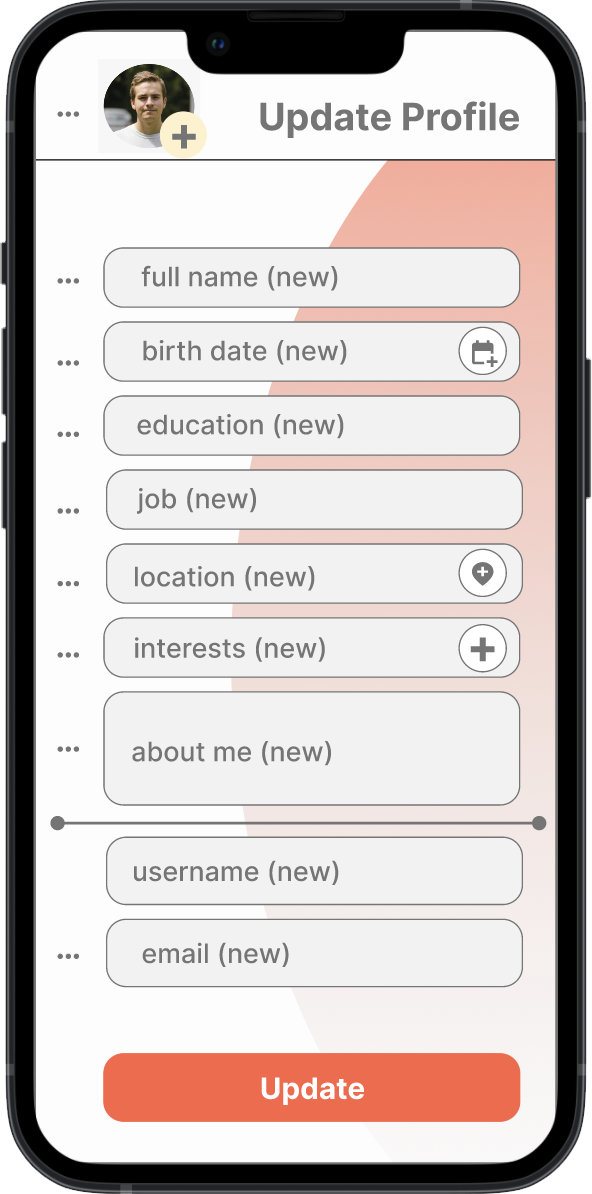 Update Profile
full name (new)
birth date (new)
education (new)
job (new)
location (new)
interests (new)
about me (new)
username (new)
email (new)
Update